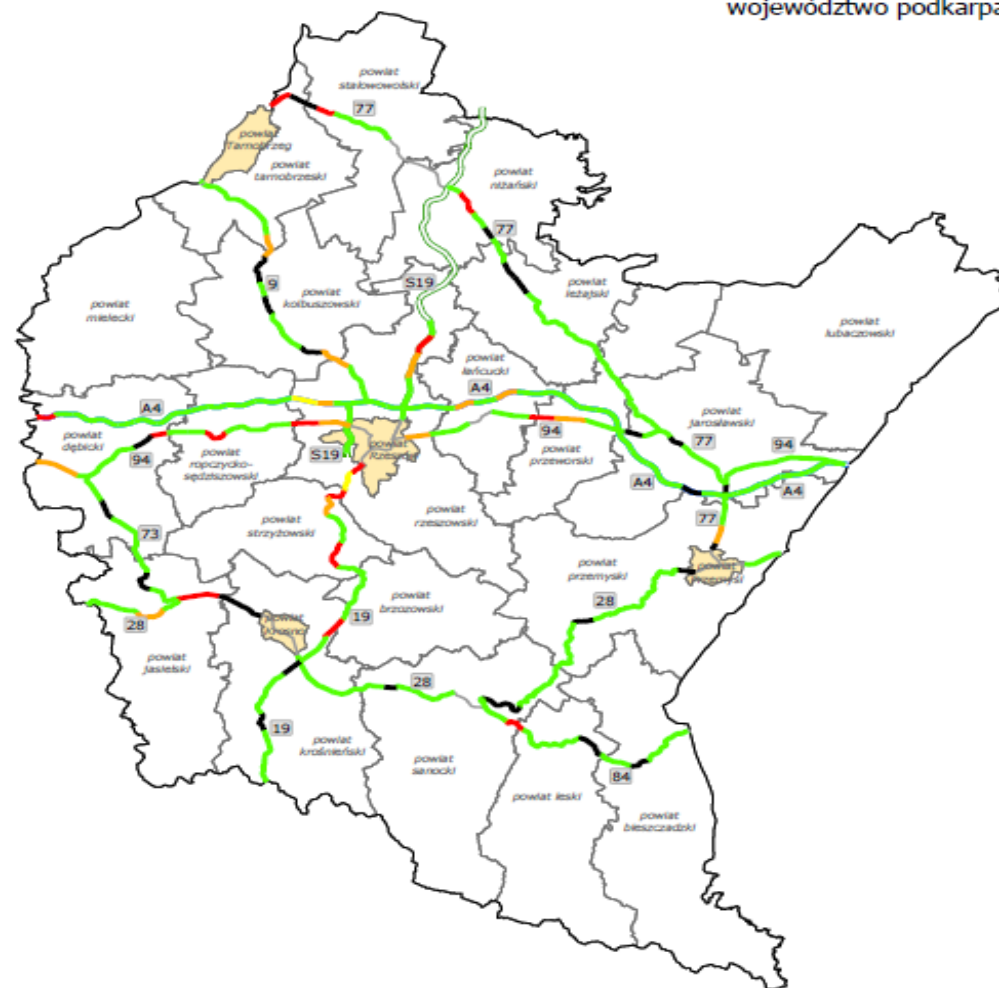 województwo podkarpa
powiat
stalowowolski
77
powiat
Tarnobrzeg
powiat
tarnobrzeski
powiat
niżański
77
9
S19
powiat
kolbuszowski
powiat
leżajski
powiat
mielecki
powiat
lubaczowski
powiat
łańcucki
A4
A4
powiat
jarosławski
powiat
dębicki
94
94
77
94
powiat
ropczycko-
sędziszowski
S19
powiat
Rzeszów
powiat
przeworski
A4
A4
77
powiat
rzeszowski
powiat
strzyżowski
73
powiat
przemyski
powiat
Przemyśl
28
powiat
brzozowski
19
28
powiat
Krosno
powiat
jasielski
28
19
powiat
krośnieński
powiat
sanocki
84
powiat leski
powiat
bieszczadzki